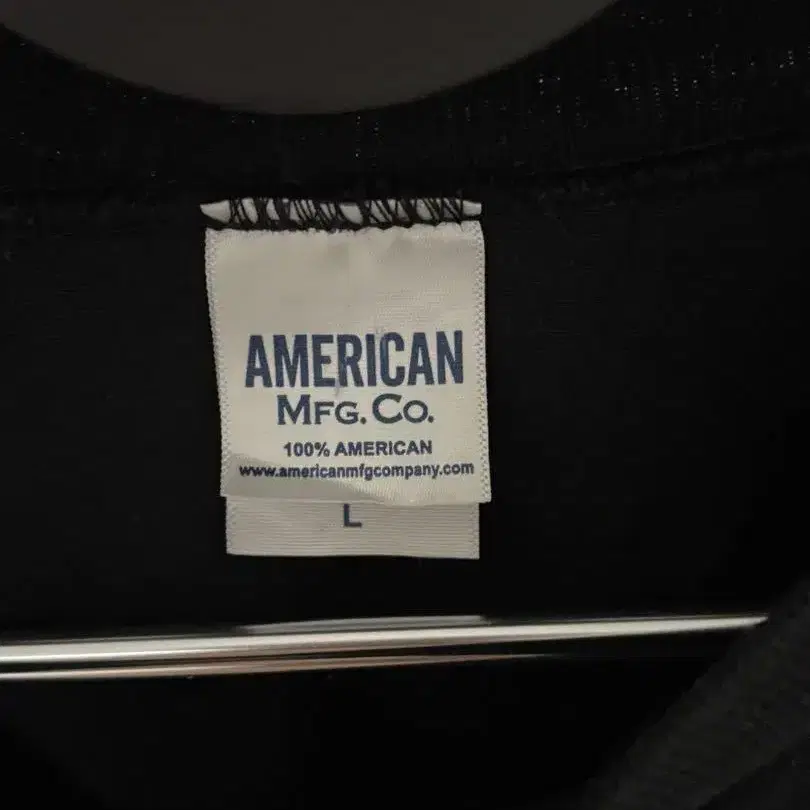 AMERICAN
MFG. CO.
100% AMERICAN
www.americanmfgcompany.com
L